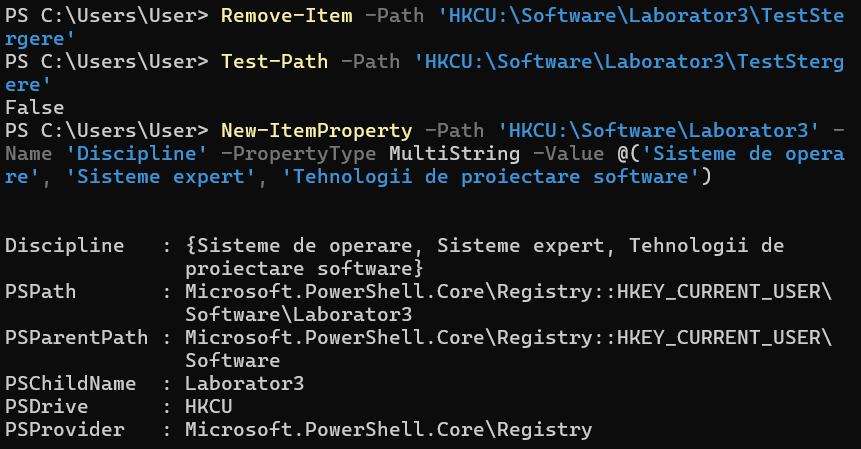 PS C:\Users\User> Remove-Item -Path 'HKCU:\Software\Laborator3\TestSte
rgere'
PS C:\Users\User> Test-Path -Path 'HKCU:\Software\Laborator3\TestSterg
ere'
False
PS C:\Users\User> New-ItemProperty -Path 'HKCU:\Software\Laborator3' -
Name 'Discipline' -PropertyType MultiString -Value @('Sisteme de opera
re', 'Sisteme expert', 'Tehnologii de proiectare software')
Discipline   : {Sisteme de operare, Sisteme expert, Tehnologii de
               proiectare software}
PSPath       : Microsoft.PowerShell.Core\Registry::HKEY_CURRENT_USER\
               Software\Laborator3
PSParentPath : Microsoft.PowerShell.Core\Registry::HKEY_CURRENT_USER\
               Software
PSChildName  : Laborator3
PSDrive      : HKCU
PSProvider   : Microsoft.PowerShell.Core\Registry